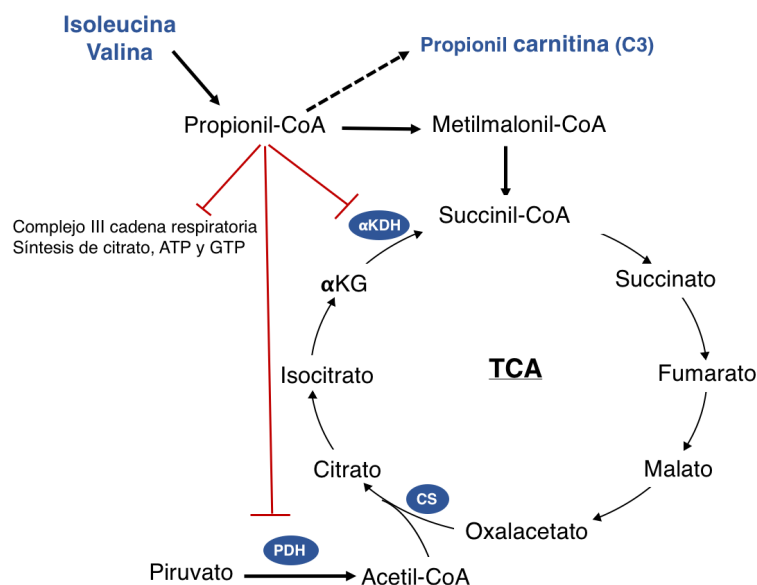 Isoleucina
Valina
Propionil carnitina (C3)
Propionil-CoA
Metilmalonil-CoA
Complejo III cadena respiratoria
Síntesis de citrato, ATP y GTP
αKDH
Succinil-CoA
αKG
Succinato
Isocitrato
TCA
Fumarato
Citrato
Malato
CS
Oxalacetato
PDH
Piruvato
Acetil-CoA